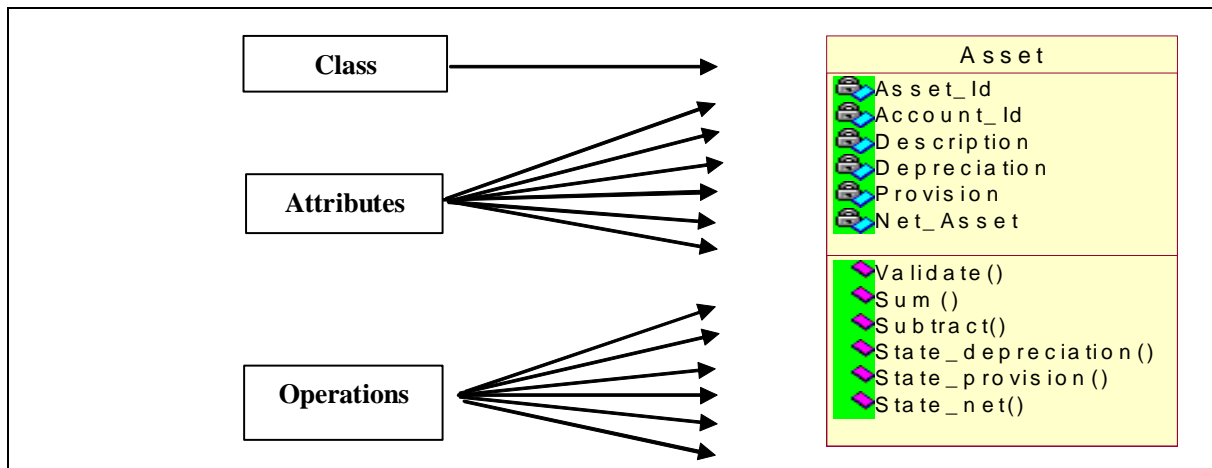 Class
Attributes
Operations
Asset
Asset_Id
Account_Id
Description
Depreciation
Provision
Net_Asset
Validate()
Sum()
Subtract()
State_depreciation()
State_provision()
State_net()